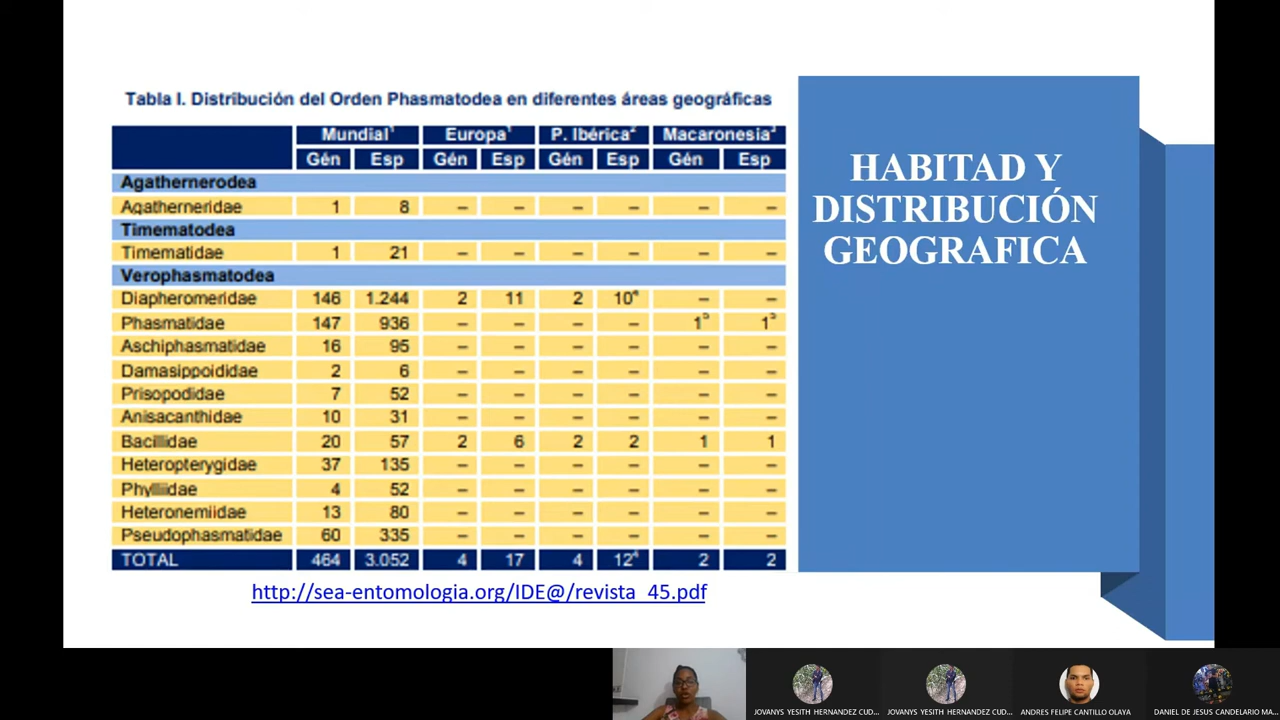 Tabla I. Distribución del Orden Phasmatodea en diferentes áreas geográficas
Mundial¹ Europa¹ P. Ibérica² Macaronesia³
Gén Esp Gén Esp Gén Esp Gén Esp
Agathernerodea
Agatherneridae 1 8 – – – – – –
Timematodea
Timematidae 1 21 – – – – – –
Verophasmatodea
Diapheromeridae 146 1.244 2 11 2 10⁴ – –
Phasmatidae 147 936 – – – – 1⁵ 1⁵
Aschiphasmatidae 16 95 – – – – – –
Damasippoididae 2 6 – – – – – –
Prisopodidae 7 52 – – – – – –
Anisacanthidae 10 31 – – – – – –
Bacillidae 20 57 2 6 2 2 1 1
Heteropterygidae 37 135 – – – – – –
Phylliidae 4 52 – – – – – –
Heteronemiidae 13 80 – – – – – –
Pseudophasmatidae 60 335 – – – – – –
TOTAL 464 3.052 4 17 4 12⁴ 2 2
http://sea-entomologia.org/IDE@/revista_45.pdf
HABITAD Y
DISTRIBUCIÓN
GEOGRAFICA
JOVANYS YESITH HERNANDEZ CUD...
JOVANYS YESITH HERNANDEZ CUD...
ANDRES FELIPE CANTILLO OLAYA
DANIEL DE JESUS CANDELARIO MA...